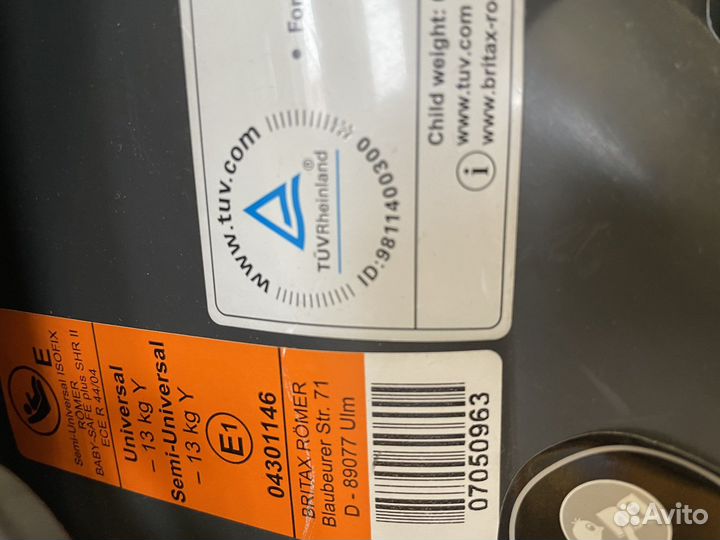 • For
www.tuv.com
TÜVRheinland
®
ID:9811400300
Child weight:
www.tuv.com
i www.britax-ro
E
Semi-Universal ISOFIX
RÖMER
BABY-SAFE plus SHR II
ECE R 44/04
Universal
– 13 kg Y
Semi-Universal
– 13 kg Y
E1
04301146
BRITAX-RÖMER
Blaubeurer Str. 71
D - 89077 Ulm
07050963
Avito